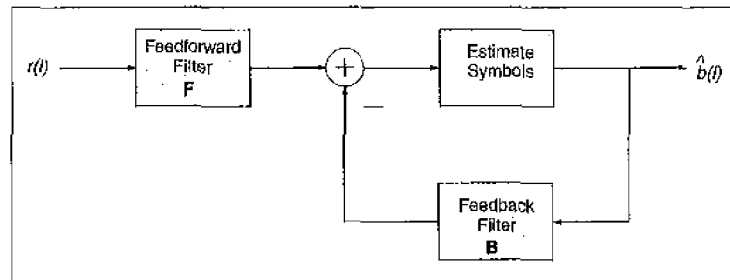 r(l)
Feedforward
Filter
F
+
Estimate
Symbols
b̂(l)
—
Feedback
Filter
B